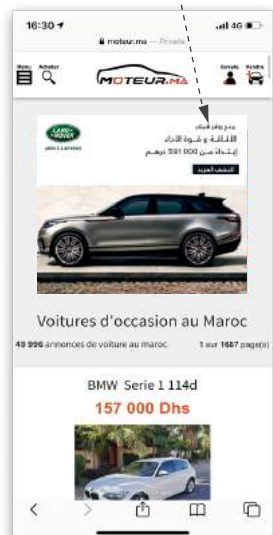 16:30
4G
moteur.ma — Private
Menu
Acheter
MOTEUR.MA
Compte
Vendre
LAND-
ROVER
رينج روفر ڤيلار
الأناقة و قوة الأداء
إبتداءً من 591 000 درهم
اكتشف المزيد
Voitures d'occasion au Maroc
49 996 annonces de voiture au maroc
1 sur 1667 page(s)
BMW Serie 1 114d
157 000 Dhs